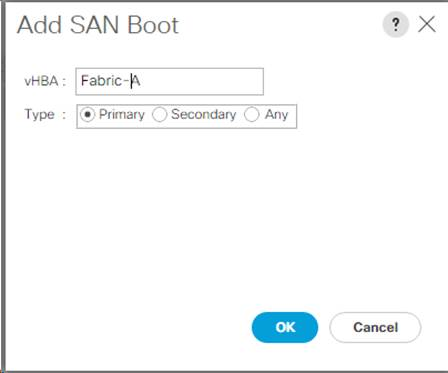 Add SAN Boot ?
vHBA : Fabric-A
Type : Primary Secondary Any
OK Cancel